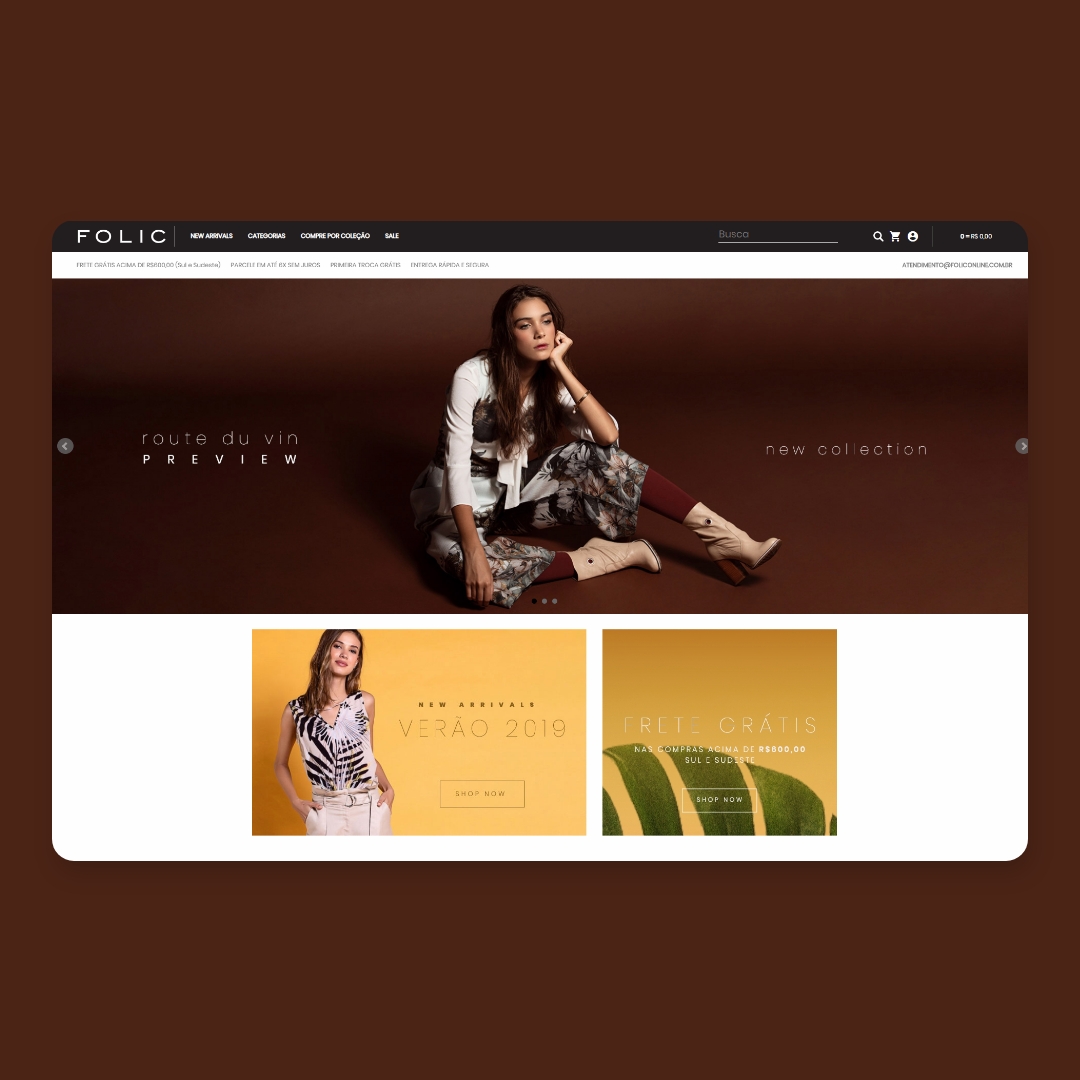 FOLIC
NEW ARRIVALS CATEGORIAS COMPRE POR COLEÇÃO SALE
Busca
0 = R$ 0,00
FRETE GRÁTIS ACIMA DE R$600,00 (Sul e Sudeste) PARCELE EM ATÉ 6X SEM JUROS PRIMEIRA TROCA GRÁTIS ENTREGA RÁPIDA E SEGURA
ATENDIMENTO@FOLICONLINE.COM.BR
route du vin
PREVIEW
new collection
NEW ARRIVALS
VERÃO 2019
SHOP NOW
FRETE GRÁTIS
NAS COMPRAS ACIMA DE R$600,00
SUL E SUDESTE
SHOP NOW